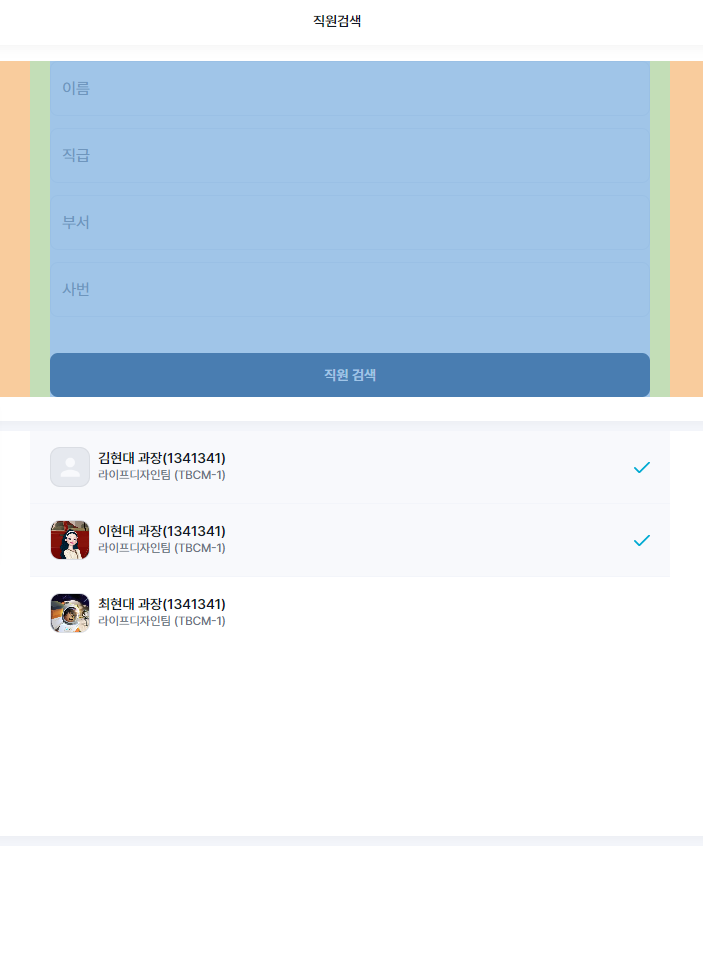 직원검색
이름
직급
부서
사번
직원 검색
김현대 과장(1341341)
라이프디자인팀 (TBCM-1)
이현대 과장(1341341)
라이프디자인팀 (TBCM-1)
최현대 과장(1341341)
라이프디자인팀 (TBCM-1)